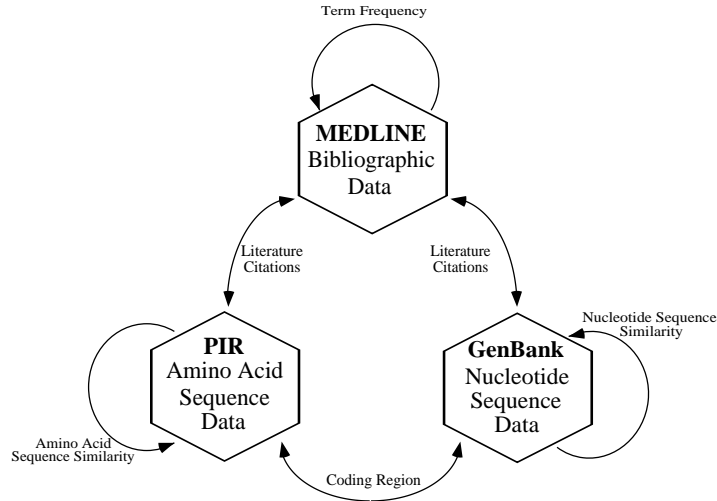 Term Frequency
MEDLINE
Bibliographic
Data
Literature
Citations
Literature
Citations
PIR
Amino Acid
Sequence
Data
GenBank
Nucleotide
Sequence
Data
Nucleotide Sequence
Similarity
Amino Acid
Sequence Similarity
Coding Region